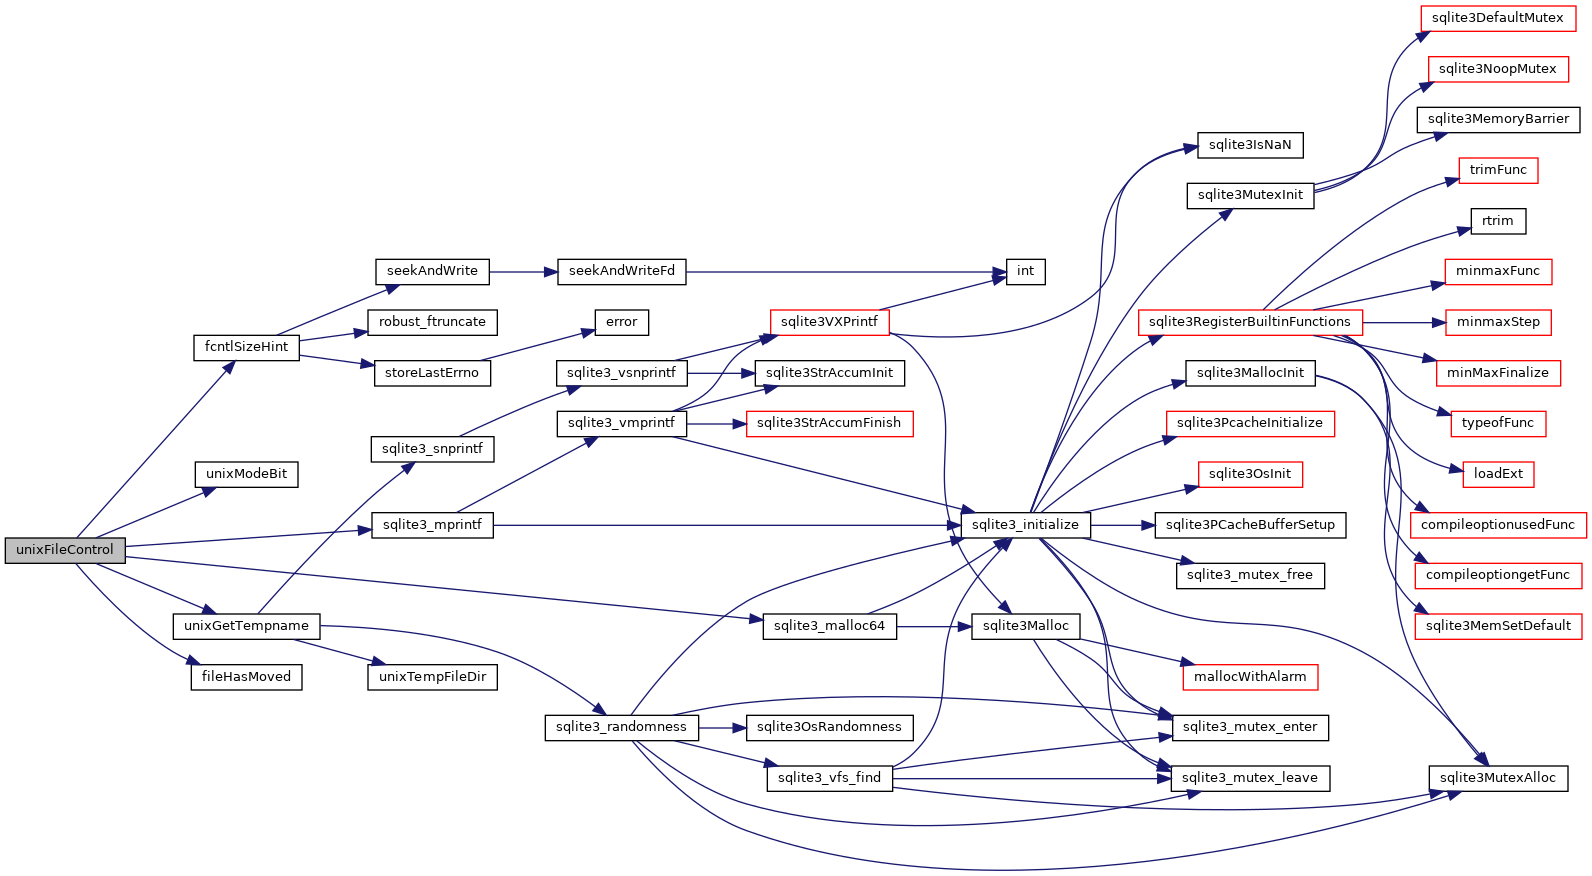 sqlite3DefaultMutex
sqlite3NoopMutex
sqlite3MemoryBarrier
sqlite3IsNaN
trimFunc
sqlite3MutexInit
rtrim
seekAndWrite
seekAndWriteFd
int
minmaxFunc
robust_ftruncate
error
sqlite3VXPrintf
sqlite3RegisterBuiltinFunctions
minmaxStep
fcntlSizeHint
storeLastErrno
sqlite3_vsnprintf
sqlite3StrAccumInit
sqlite3MallocInit
minMaxFinalize
sqlite3_vmprintf
sqlite3StrAccumFinish
sqlite3PcacheInitialize
typeofFunc
sqlite3_snprintf
unixModeBit
sqlite3OsInit
loadExt
sqlite3_mprintf
sqlite3_initialize
sqlite3PCacheBufferSetup
compileoptionusedFunc
unixFileControl
sqlite3_mutex_free
compileoptiongetFunc
unixGetTempname
sqlite3_malloc64
sqlite3Malloc
sqlite3MemSetDefault
fileHasMoved
unixTempFileDir
mallocWithAlarm
sqlite3_randomness
sqlite3OsRandomness
sqlite3_mutex_enter
sqlite3_vfs_find
sqlite3_mutex_leave
sqlite3MutexAlloc